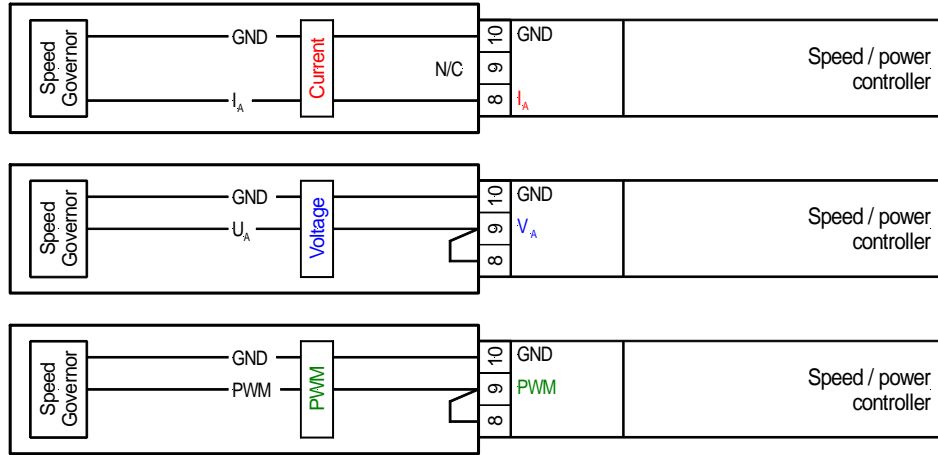 Speed
Governor
GND
I_A
Current
N/C
10
9
8
GND
I_A
Speed / power
controller
Speed
Governor
GND
U_A
Voltage
10
9
8
GND
V_A
Speed / power
controller
Speed
Governor
GND
PWM
PWM
10
9
8
GND
PWM
Speed / power
controller